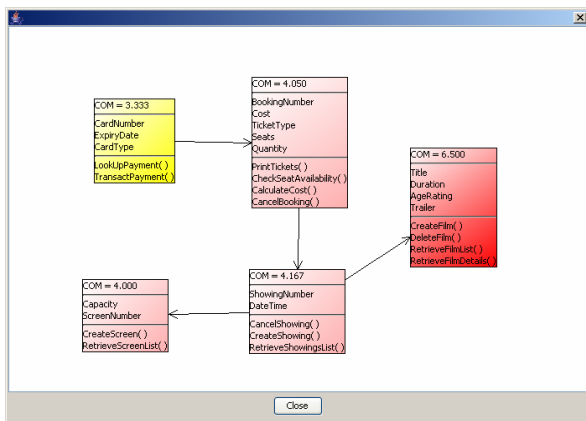 COM = 3.333
CardNumber
ExpiryDate
CardType
LookUpPayment( )
TransactPayment( )
COM = 4.050
BookingNumber
Cost
TicketType
Seats
Quantity
PrintTickets( )
CheckSeatAvailability( )
CalculateCost( )
CancelBooking( )
COM = 6.500
Title
Duration
AgeRating
Trailer
CreateFilm( )
DeleteFilm( )
RetrieveFilmList( )
RetrieveFilmDetails( )
COM = 4.000
Capacity
ScreenNumber
CreateScreen( )
RetrieveScreenList( )
COM = 4.167
ShowingNumber
DateTime
CancelShowing( )
CreateShowing( )
RetrieveShowingsList( )
Close